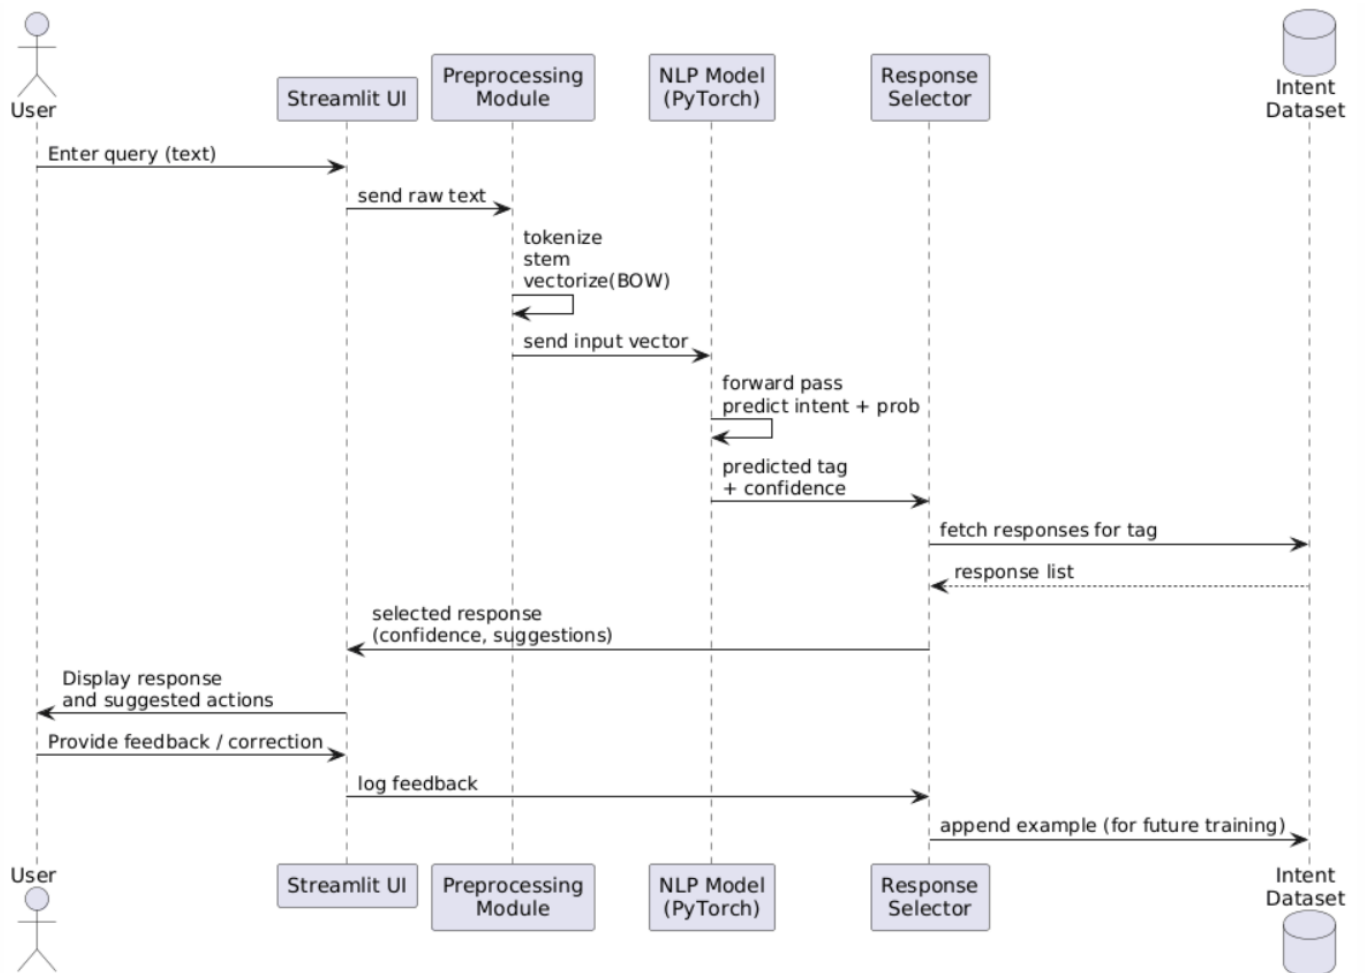 User
Streamlit UI
Preprocessing
Module
NLP Model
(PyTorch)
Response
Selector
Intent
Dataset
Enter query (text)
send raw text
tokenize
stem
vectorize(BOW)
send input vector
forward pass
predict intent + prob
predicted tag
+ confidence
fetch responses for tag
response list
selected response
(confidence, suggestions)
Display response
and suggested actions
Provide feedback / correction
log feedback
append example (for future training)
User
Streamlit UI
Preprocessing
Module
NLP Model
(PyTorch)
Response
Selector
Intent
Dataset